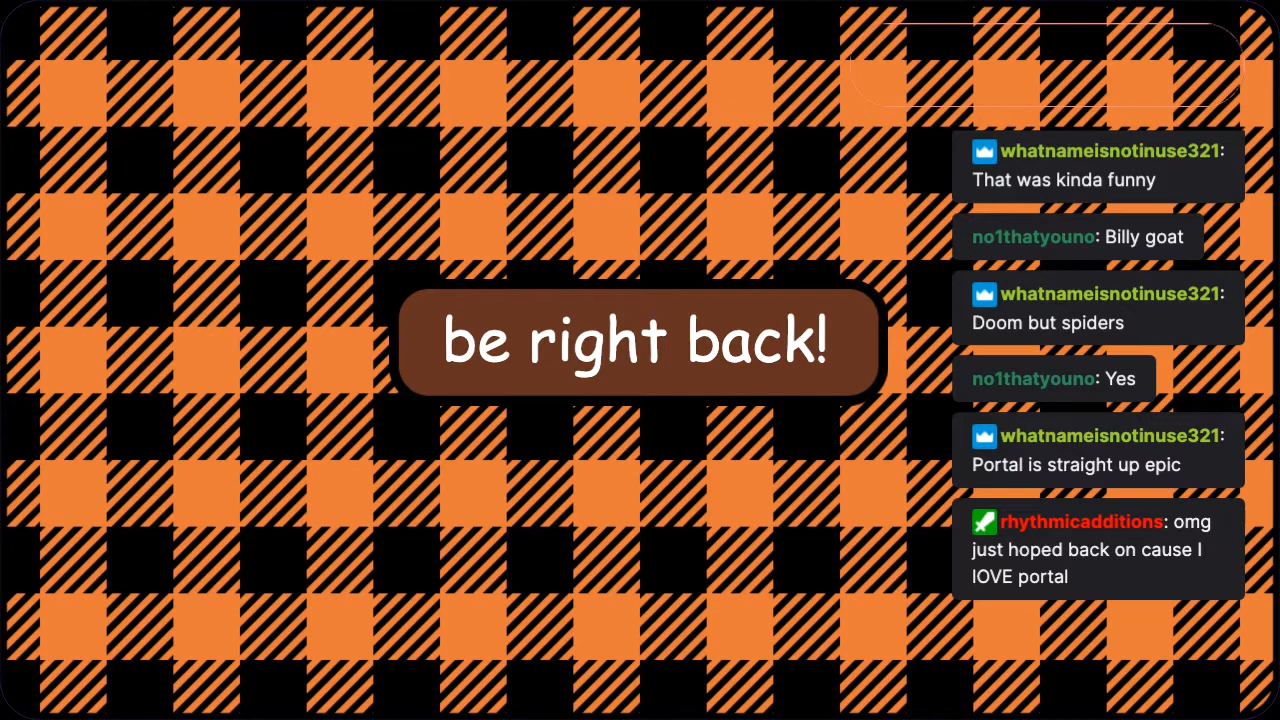 be right back!
whatnameisnotinuse321:
That was kinda funny
no1thatyouno: Billy goat
whatnameisnotinuse321:
Doom but spiders
no1thatyouno: Yes
whatnameisnotinuse321:
Portal is straight up epic
rhythmicadditions: omg
just hoped back on cause I
lOVE portal